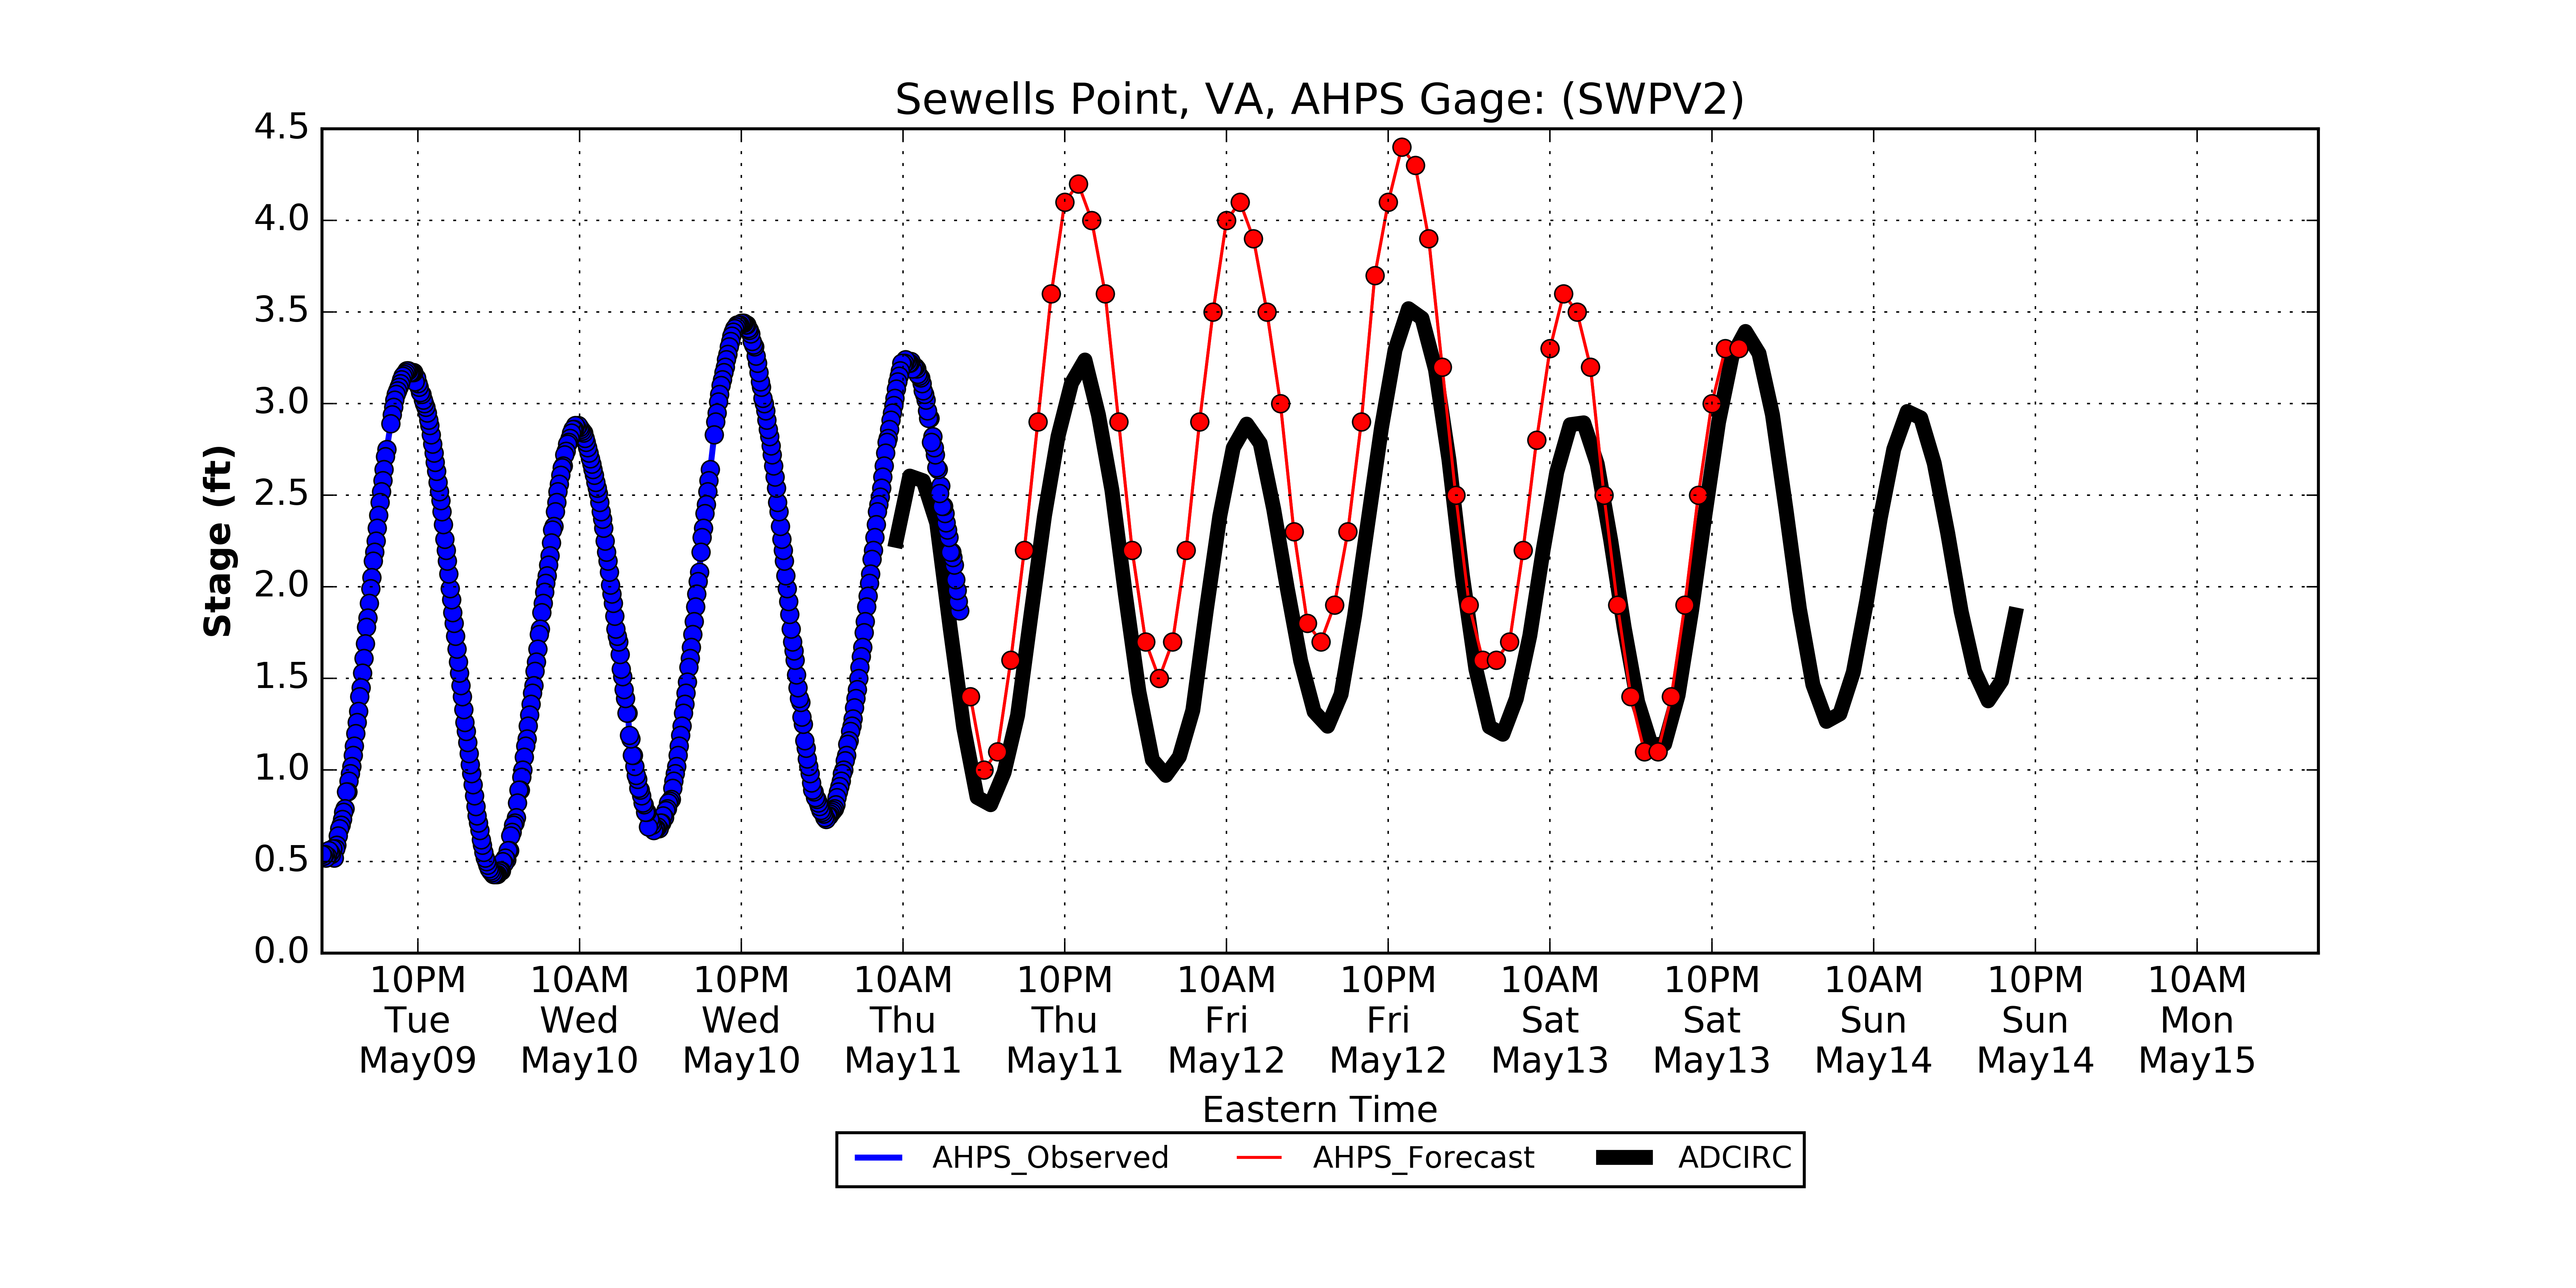 Sewells Point, VA, AHPS Gage: (SWPV2)
4.5
4.0
3.5
3.0
2.5
2.0
1.5
1.0
0.5
0.0
Stage (ft)
10PM 10AM 10PM 10AM 10PM 10AM 10PM 10AM 10PM 10AM 10PM 10AM
Tue Wed Wed Thu Thu Fri Fri Sat Sat Sun Sun Mon
May09 May10 May10 May11 May11 May12 May12 May13 May13 May14 May14 May15
Eastern Time
AHPS_Observed AHPS_Forecast ADCIRC